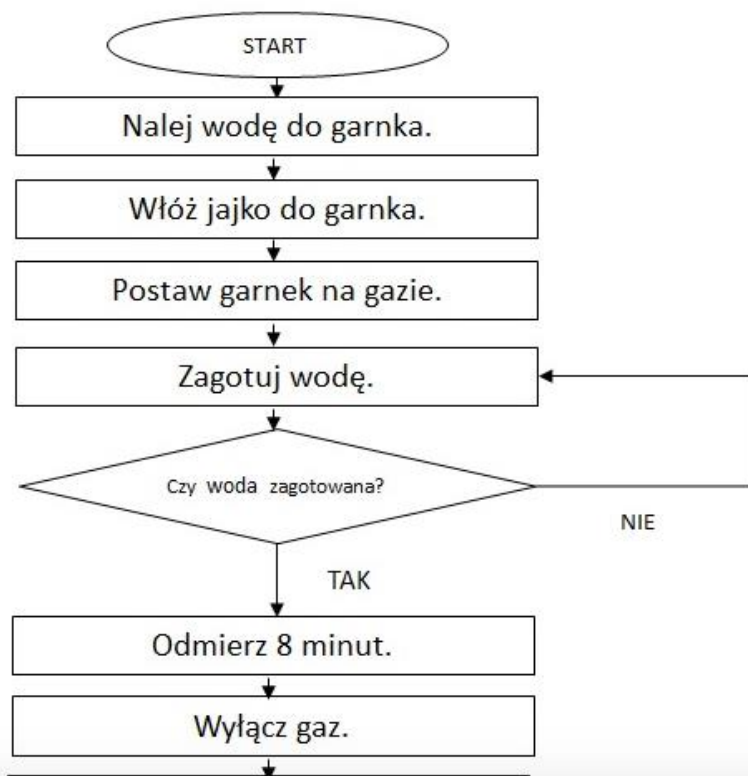 START
Nalej wodę do garnka.
Włóż jajko do garnka.
Postaw garnek na gazie.
Zagotuj wodę.
Czy woda zagotowana?
NIE
TAK
Odmierz 8 minut.
Wyłącz gaz.